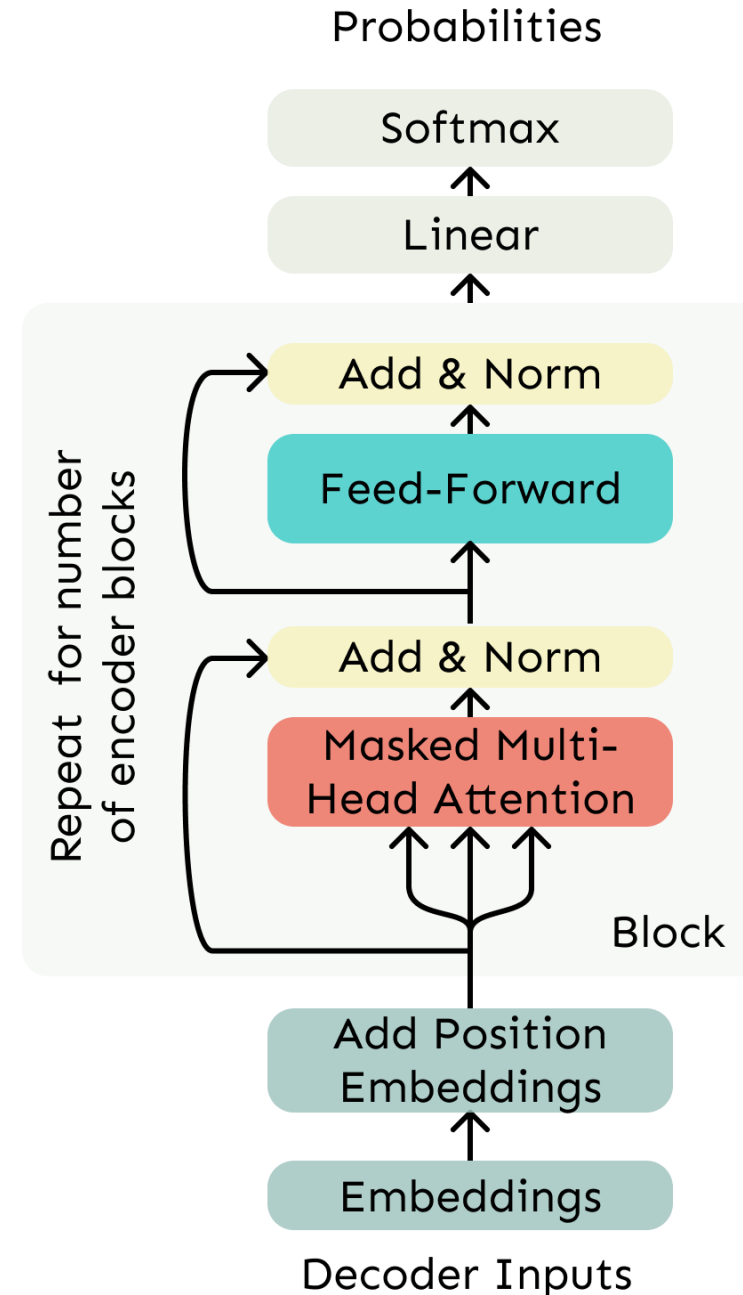 Probabilities
Softmax
Linear
Add & Norm
Feed-Forward
Add & Norm
Masked Multi-
Head Attention
Repeat for number
of encoder blocks
Block
Add Position
Embeddings
Embeddings
Decoder Inputs